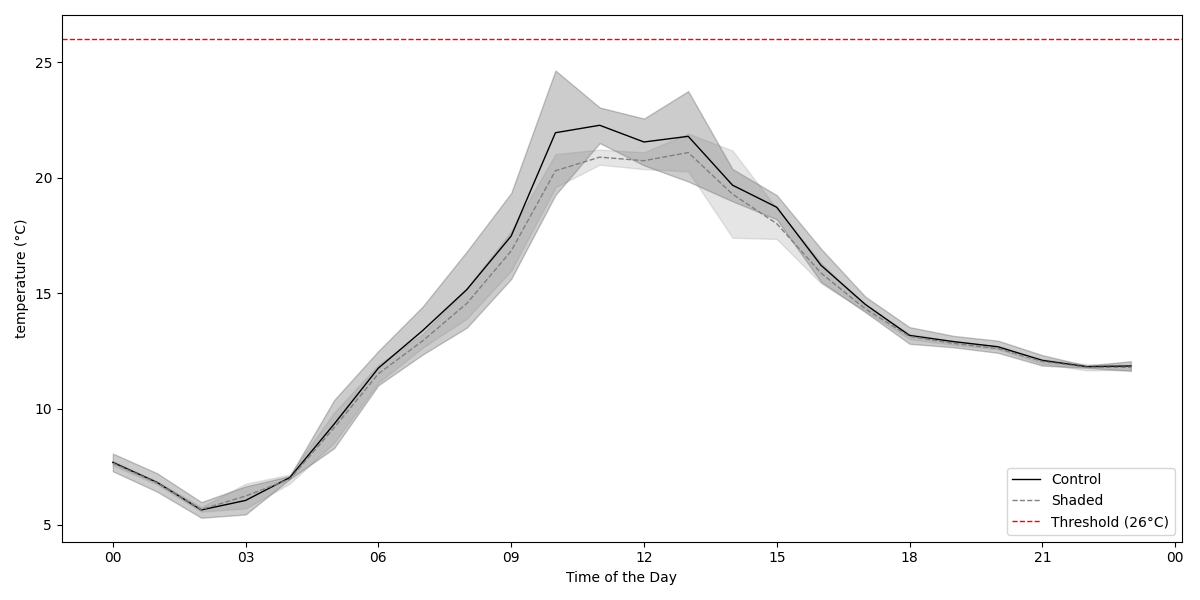 temperature (°C)
25
20
15
10
5
00
03
06
09
12
15
18
21
00
Time of the Day
Control
Shaded
Threshold (26°C)